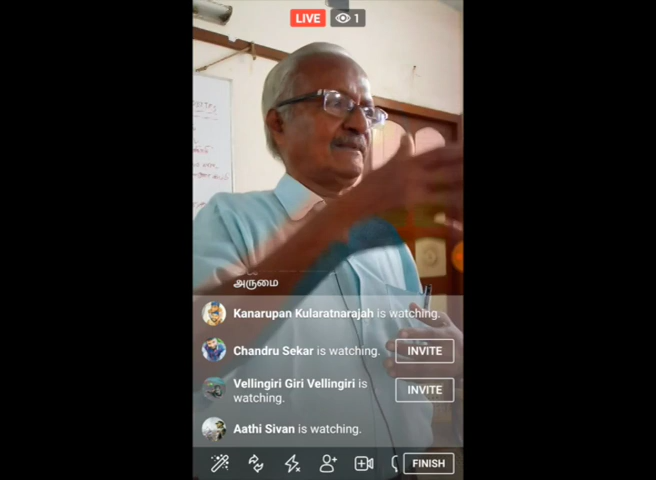 LIVE 1
அருமை
Kanarupan Kularatnarajah is watching.
Chandru Sekar is watching.
INVITE
Vellingiri Giri Vellingiri is
watching.
INVITE
Aathi Sivan is watching.
FINISH